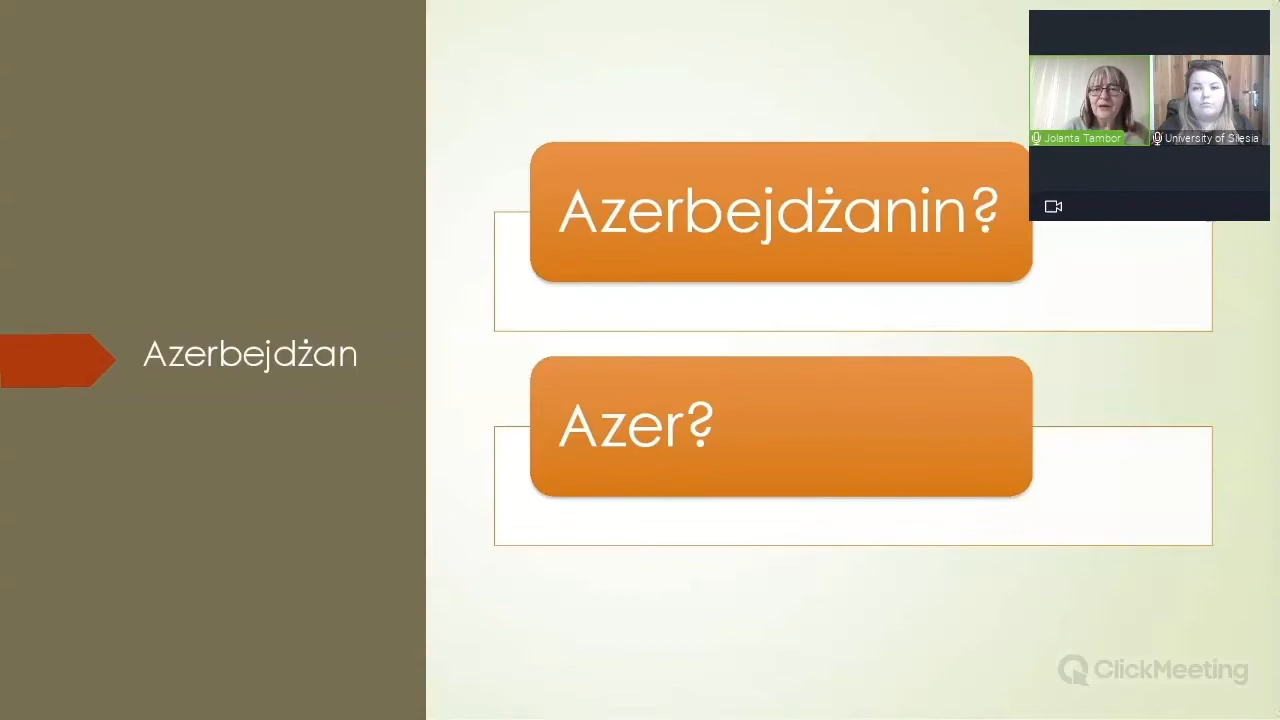 Azerbejdżan
Azerbejdżanin?
Azer?
Jolanta Tambor
University of Silesia
ClickMeeting